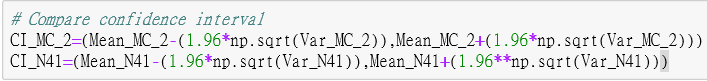 # Compare confidence interval
CI_MC_2=(Mean_MC_2-(1.96*np.sqrt(Var_MC_2)),Mean_MC_2+(1.96*np.sqrt(Var_MC_2)))
CI_N41=(Mean_N41-(1.96*np.sqrt(Var_N41)),Mean_N41+(1.96**np.sqrt(Var_N41)))